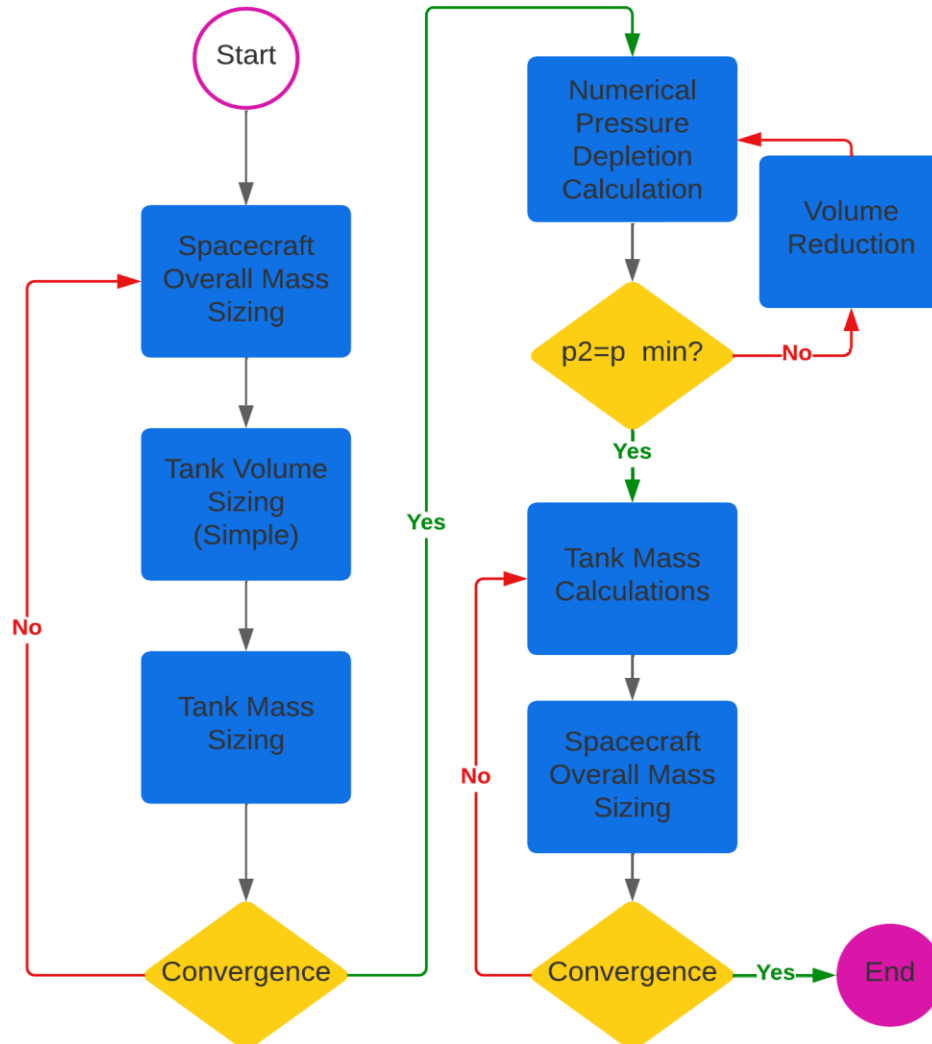 Start
Spacecraft
Overall Mass
Sizing
Tank Volume
Sizing
(Simple)
Tank Mass
Sizing
Convergence
No
Yes
Numerical
Pressure
Depletion
Calculation
Volume
Reduction
p2=p  min?
No
Yes
Tank Mass
Calculations
Spacecraft
Overall Mass
Sizing
No
Convergence
Yes
End